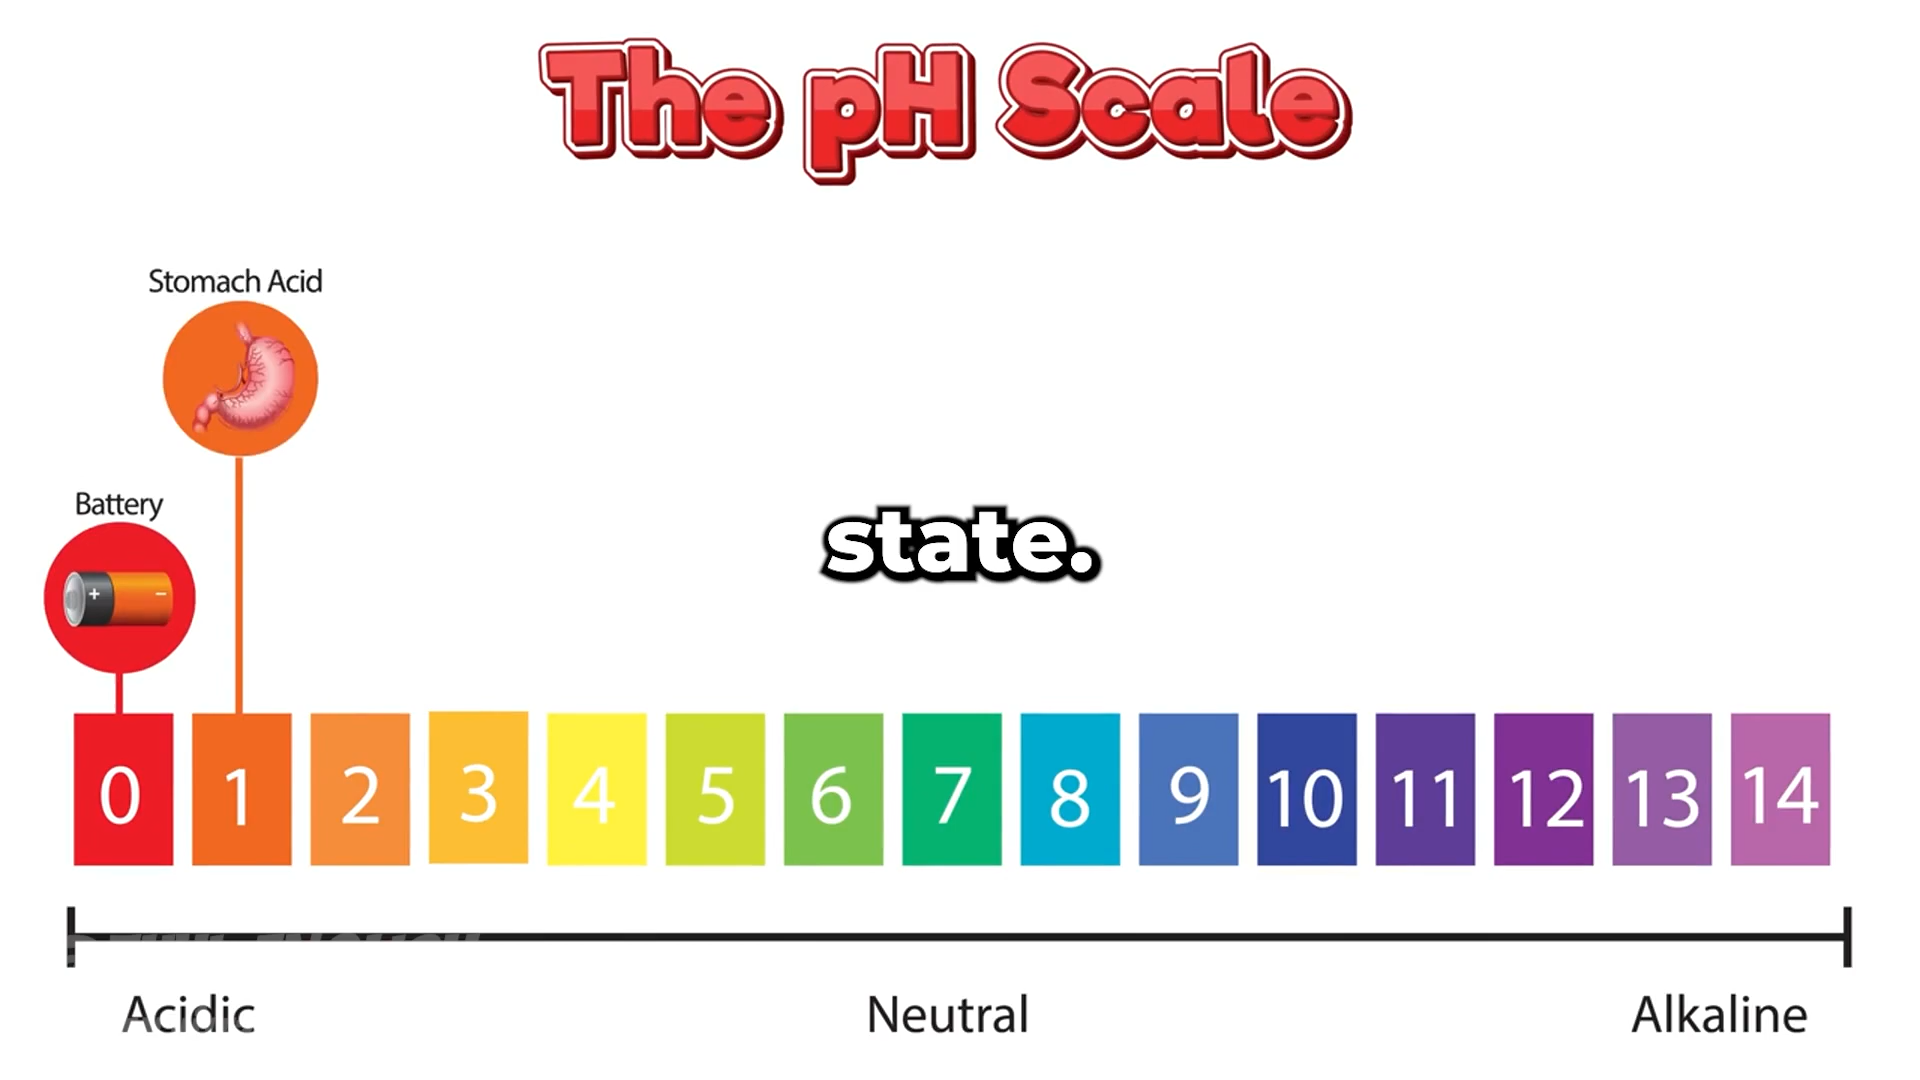 The pH Scale
Stomach Acid
Battery
+ −
state.
0 1 2 3 4 5 6 7 8 9 10 11 12 13 14
Acidic Neutral Alkaline